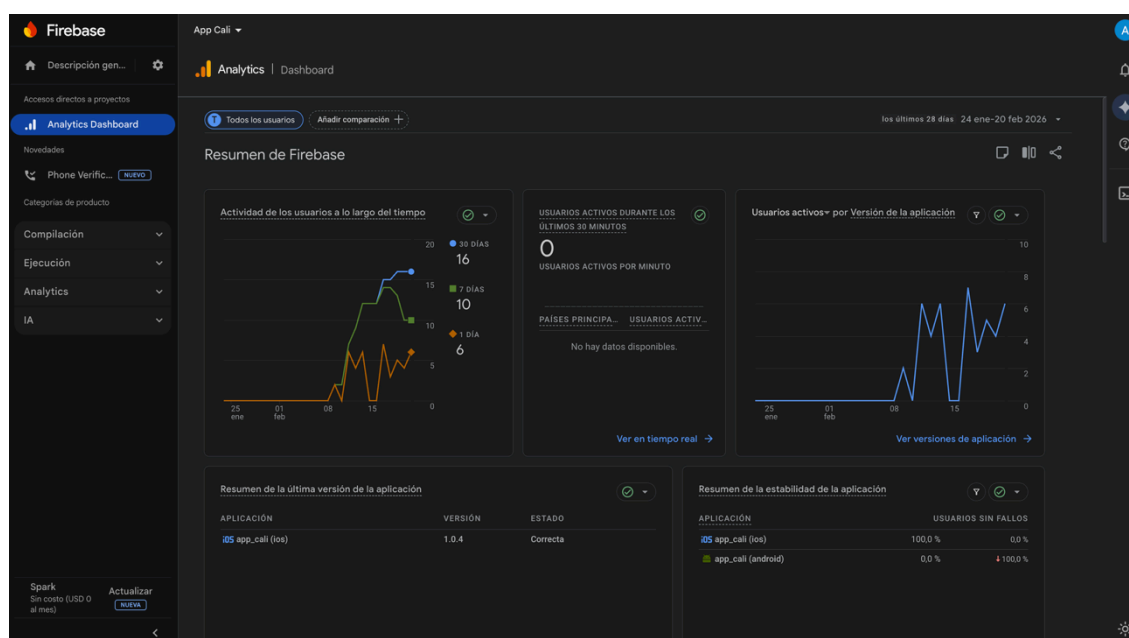 Firebase
App Cali
A
Descripción gen...
Analytics | Dashboard
Accesos directos a proyectos
Analytics Dashboard
Novedades
Phone Verific... NUEVO
Categorías de producto
Compilación
Ejecución
Analytics
IA
Spark
Sin costo (USD 0 al mes)
Actualizar
NUEVA
T Todos los usuarios
Añadir comparación
los últimos 28 días 24 ene-20 feb 2026
Resumen de Firebase
Actividad de los usuarios a lo largo del tiempo
20
15
10
5
0
25 ene
01 feb
08
15
30 DÍAS
16
7 DÍAS
10
1 DÍA
6
USUARIOS ACTIVOS DURANTE LOS
ÚLTIMOS 30 MINUTOS
0
USUARIOS ACTIVOS POR MINUTO
PAÍSES PRINCIPA... USUARIOS ACTIV...
No hay datos disponibles.
Ver en tiempo real
Usuarios activos por Versión de la aplicación
10
8
6
4
2
0
25 ene
01 feb
08
15
Ver versiones de aplicación
Resumen de la última versión de la aplicación
APLICACIÓN VERSIÓN ESTADO
iOS app_cali (ios) 1.0.4 Correcta
Resumen de la estabilidad de la aplicación
APLICACIÓN USUARIOS SIN FALLOS
iOS app_cali (ios) 100,0 % 0,0 %
app_cali (android) 0,0 % 100,0 %